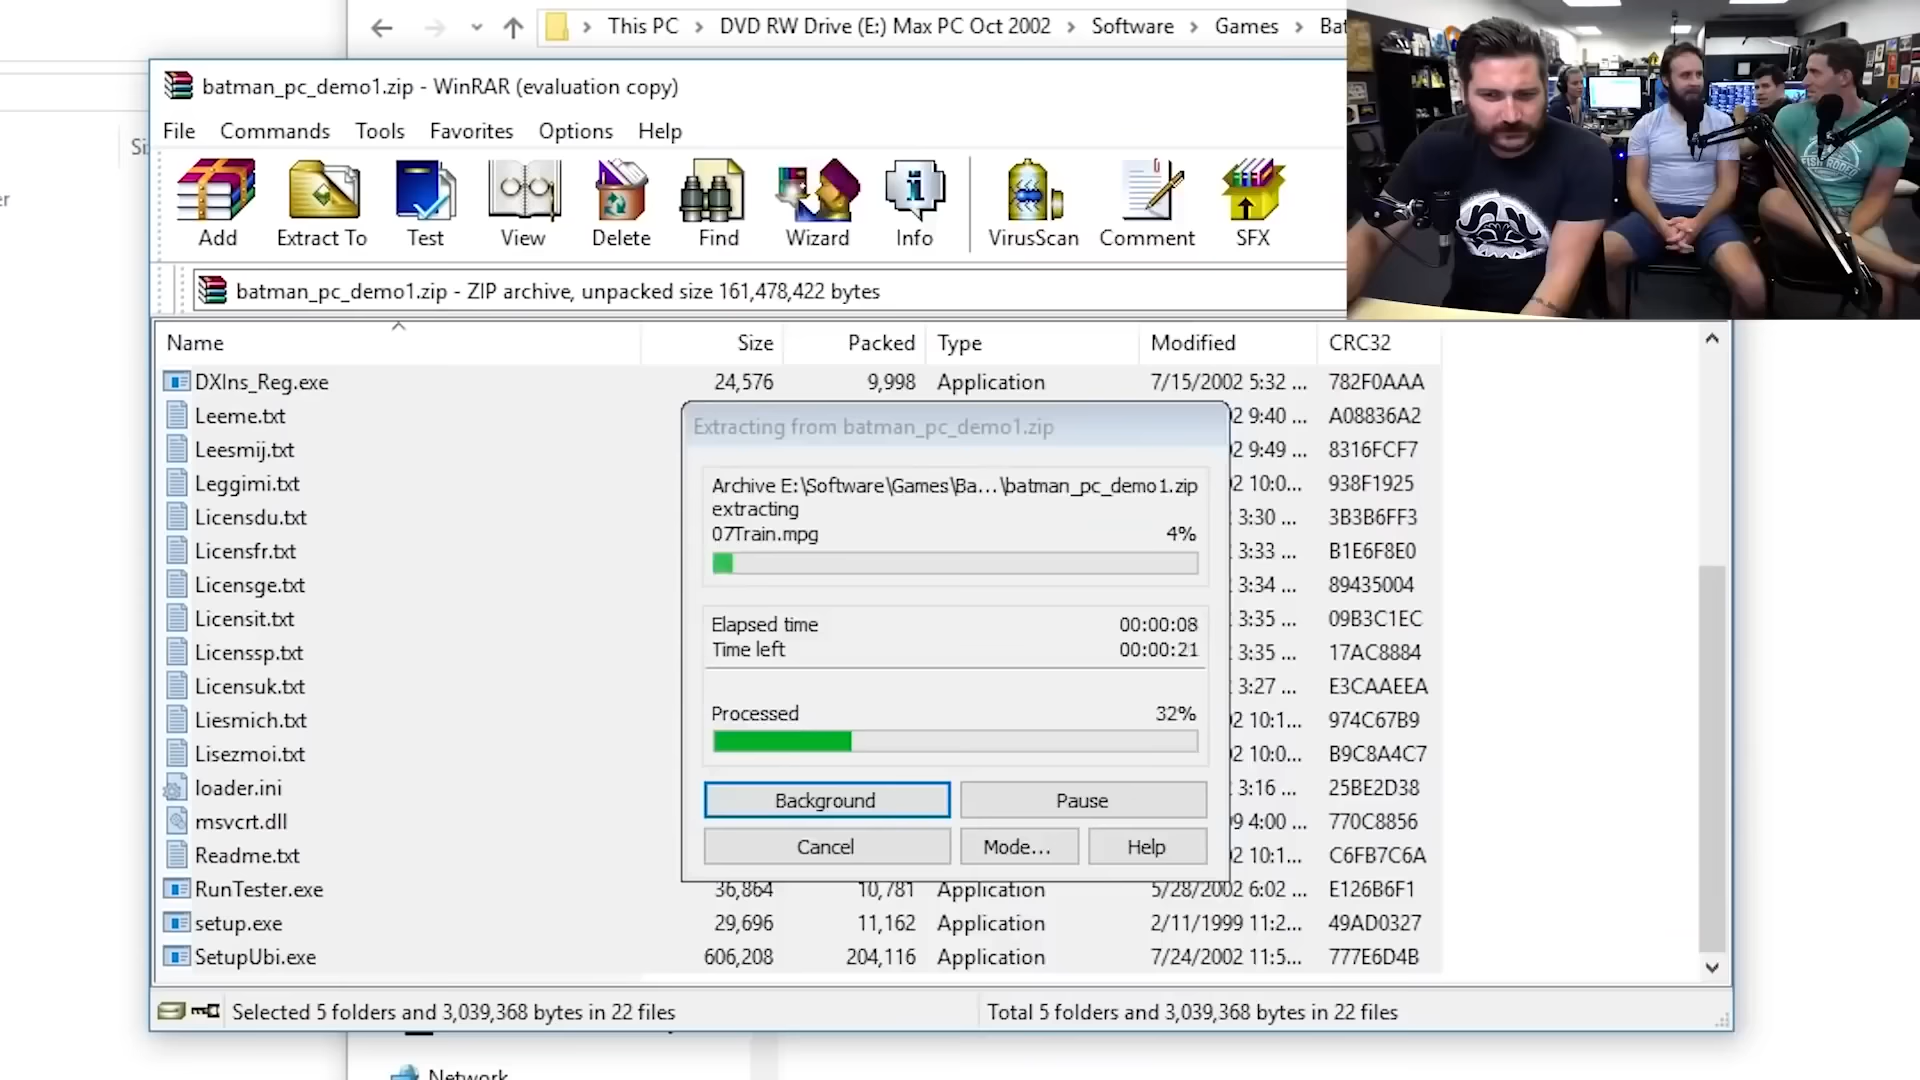 This PC > DVD RW Drive (E:) Max PC Oct 2002 > Software > Games >
batman_pc_demo1.zip - WinRAR (evaluation copy)
File Commands Tools Favorites Options Help
Add Extract To Test View Delete Find Wizard Info VirusScan Comment SFX
batman_pc_demo1.zip - ZIP archive, unpacked size 161,478,422 bytes
Name Size Packed Type Modified CRC32
DXIns_Reg.exe 24,576 9,998 Application 7/15/2002 5:32 ... 782F0AAA
Leeme.txt 2 9:40 ... A08836A2
Leesmij.txt 2 9:49 ... 8316FCF7
Leggimi.txt 2 10:0... 938F1925
Licensdu.txt 3:30 ... 3B3B6FF3
Licensfr.txt 3:33 ... B1E6F8E0
Licensge.txt 3:34 ... 89435004
Licensit.txt 3:35 ... 09B3C1EC
Licenssp.txt 3:35 ... 17AC8884
Licensuk.txt 3:27 ... E3CAAEEA
Liesmich.txt 2 10:1... 974C67B9
Lisezmoi.txt 2 10:0... B9C8A4C7
loader.ini 3:16 ... 25BE2D38
msvcrt.dll 9 4:00 ... 770C8856
Readme.txt 2 10:1... C6FB7C6A
RunTester.exe 36,864 10,781 Application 5/28/2002 6:02 ... E126B6F1
setup.exe 29,696 11,162 Application 2/11/1999 11:2... 49AD0327
SetupUbi.exe 606,208 204,116 Application 7/24/2002 11:5... 777E6D4B
Extracting from batman_pc_demo1.zip
Archive E:\Software\Games\Ba...\batman_pc_demo1.zip
extracting
07Train.mpg 4%
Elapsed time 00:00:08
Time left 00:00:21
Processed 32%
Background Pause
Cancel Mode... Help
Selected 5 folders and 3,039,368 bytes in 22 files Total 5 folders and 3,039,368 bytes in 22 files
Network